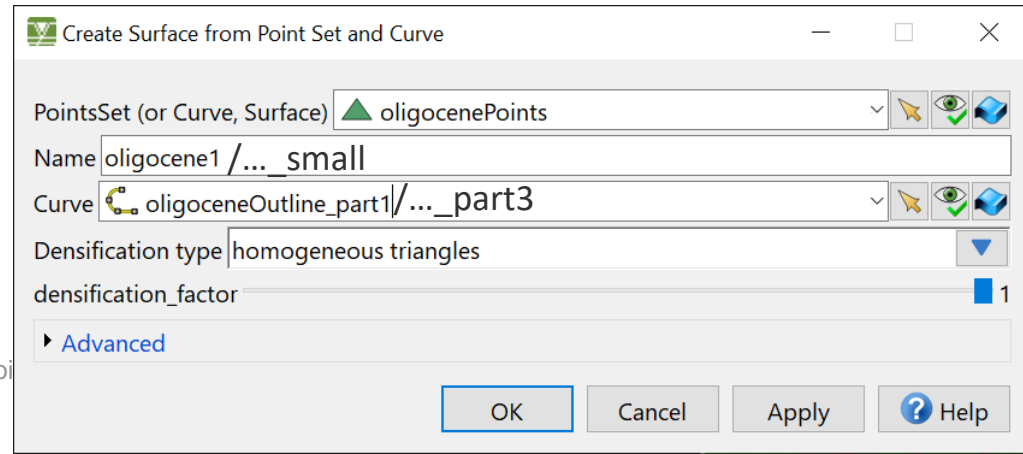 Create Surface from Point Set and Curve
PointsSet (or Curve, Surface) oligocenePoints
Name oligocene1 /..._small
Curve oligoceneOutline_part1/..._part3
Densification type homogeneous triangles
densification_factor 1
Advanced
OK Cancel Apply Help